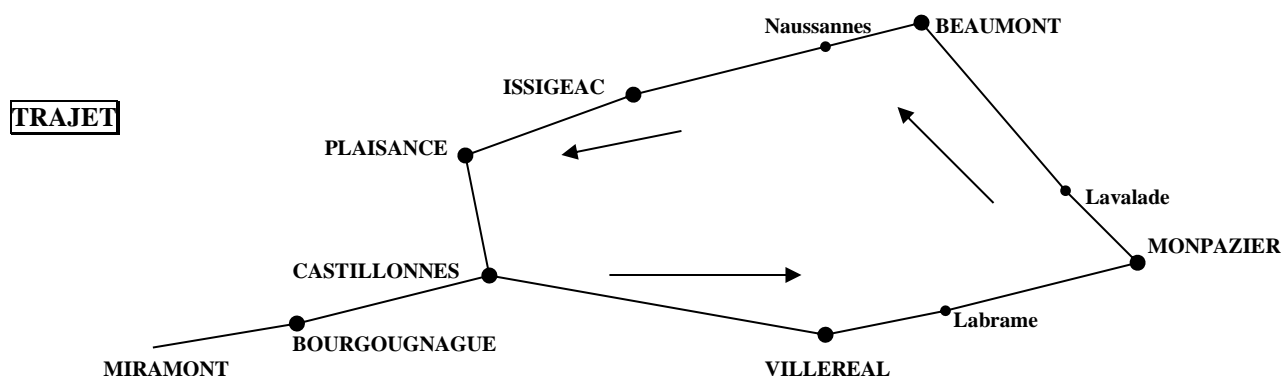 Naussannes
BEAUMONT
ISSIGEAC
TRAJET
PLAISANCE
Lavalade
MONPAZIER
CASTILLONNES
Labrame
BOURGOUGNAGUE
MIRAMONT
VILLEREAL